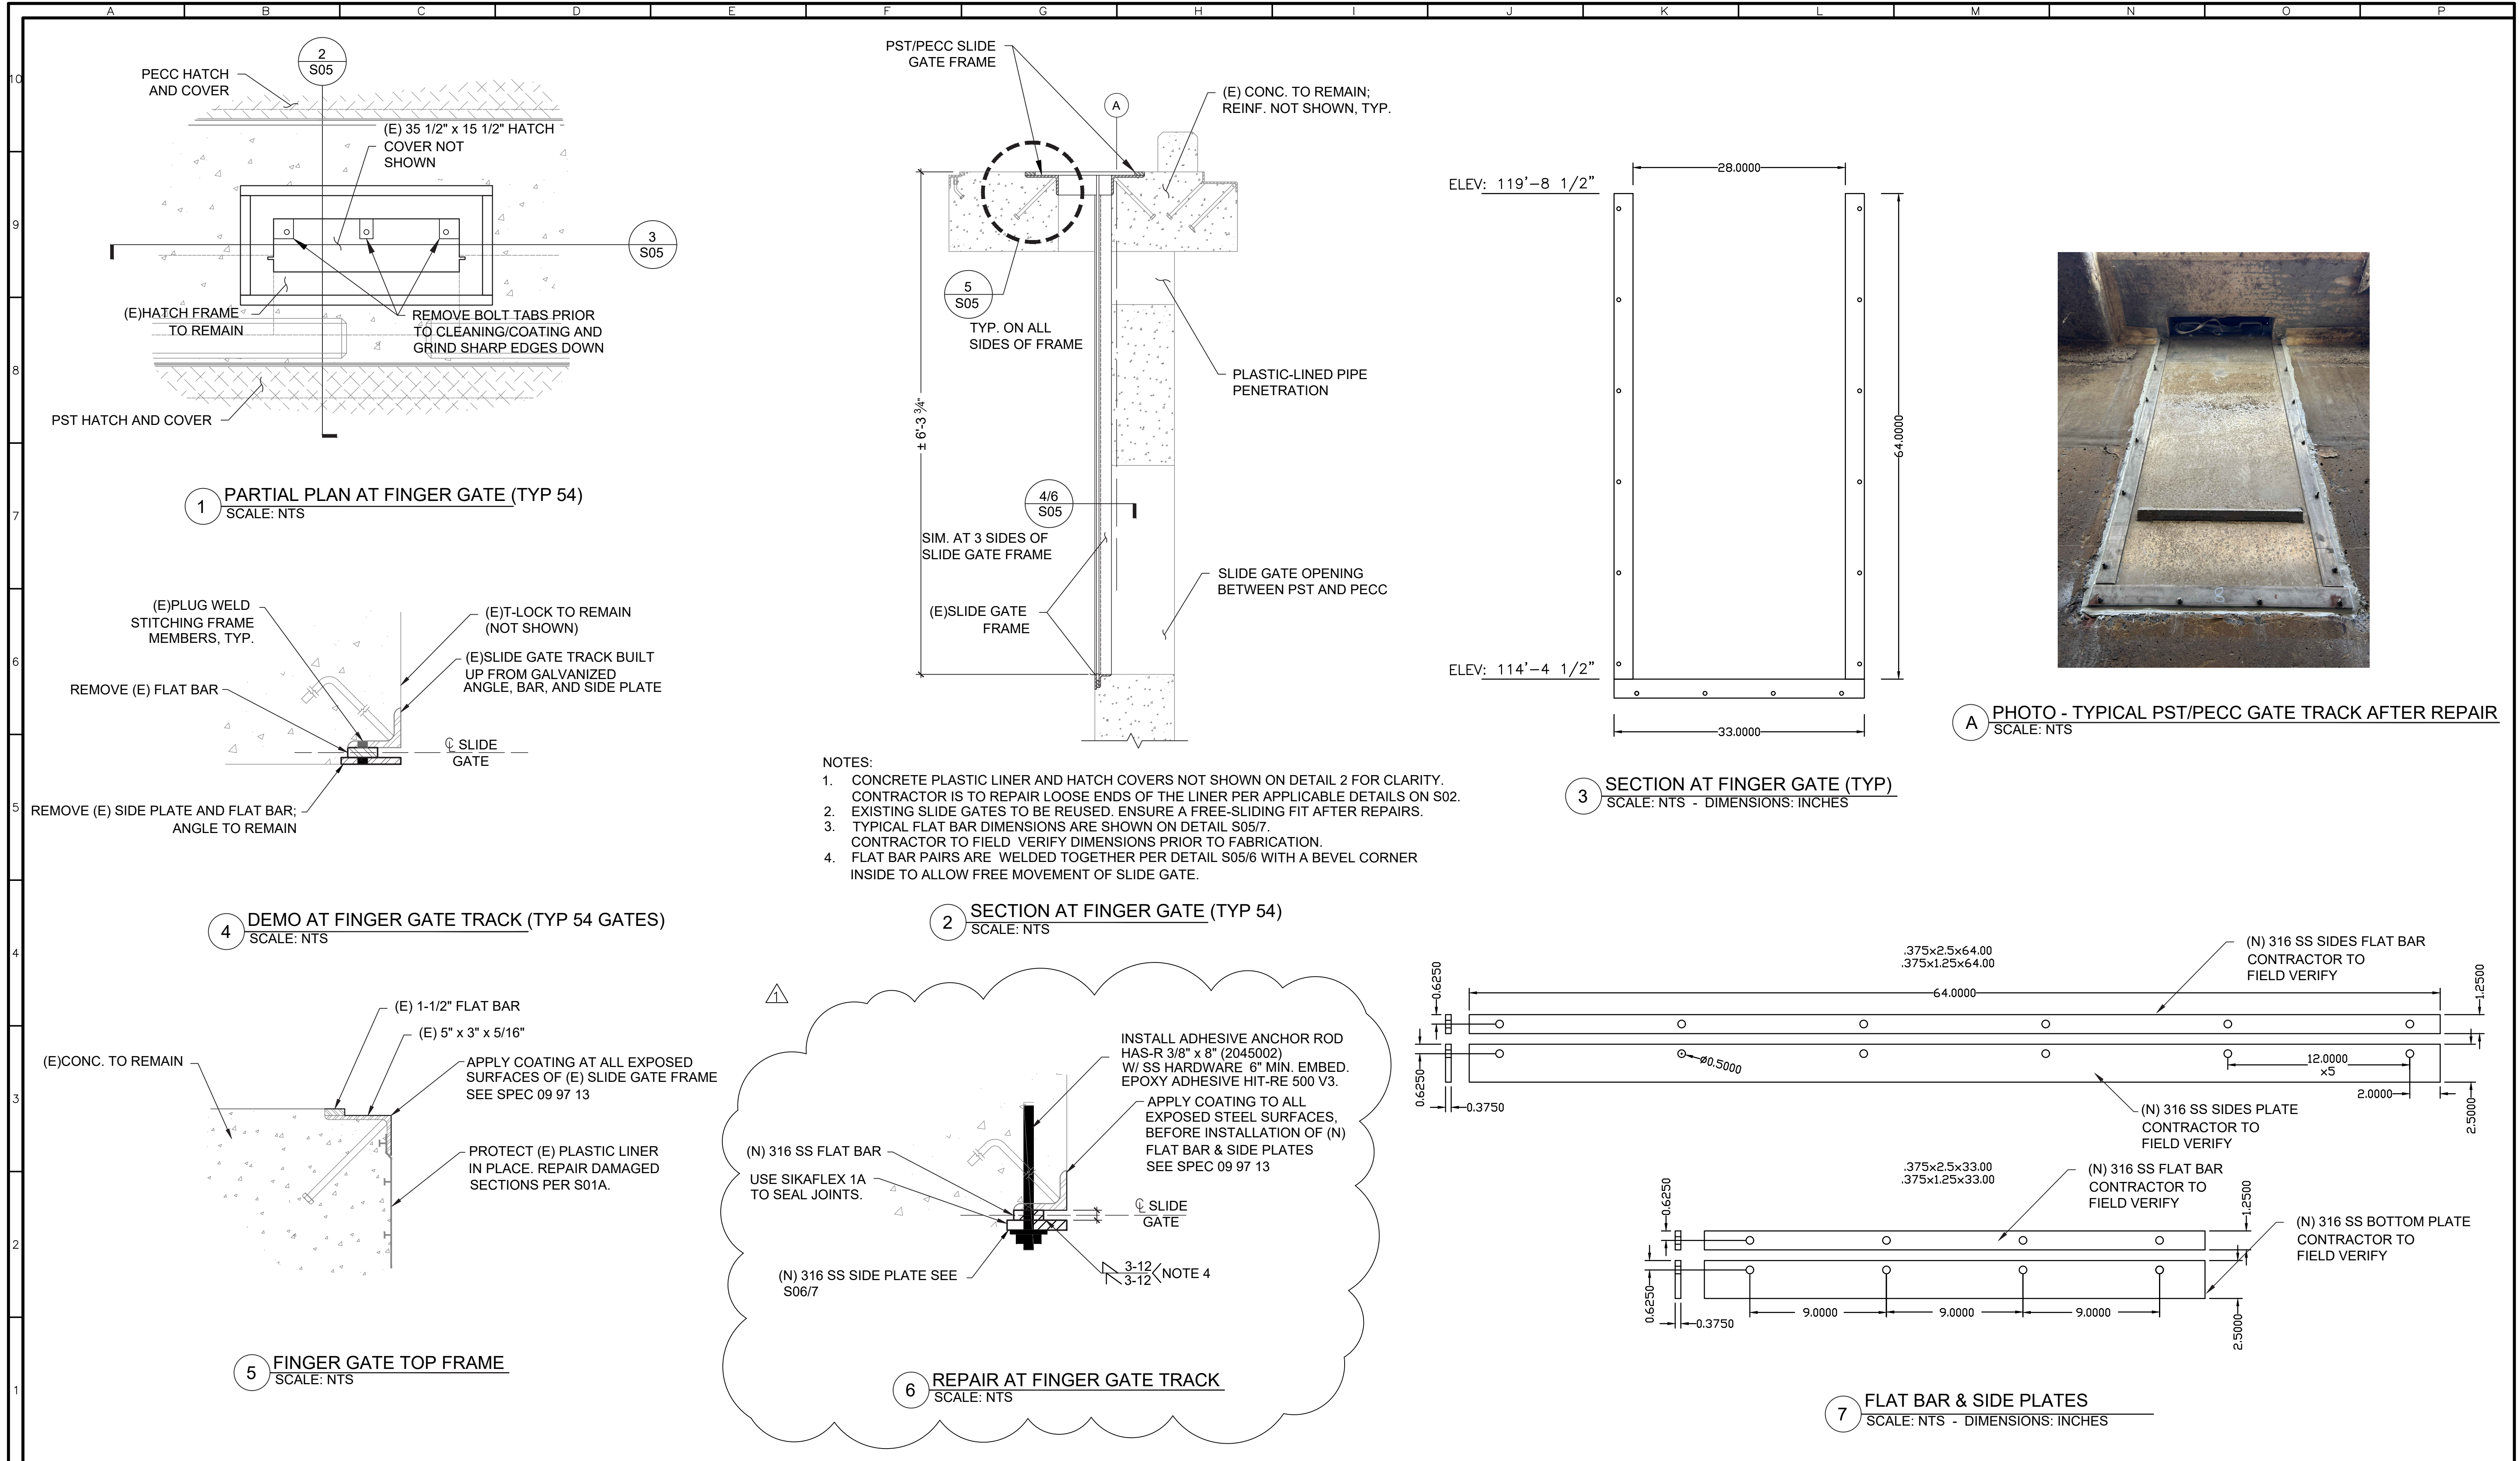 A B C D E F G H I J K L M N O P
10
9
8
7
6
5
4
3
2
1
PECC HATCH
AND COVER
2
S05
(E) 35 1/2" x 15 1/2" HATCH
COVER NOT
SHOWN
3
S05
(E)HATCH FRAME
TO REMAIN
REMOVE BOLT TABS PRIOR
TO CLEANING/COATING AND
GRIND SHARP EDGES DOWN
PST HATCH AND COVER
1
PARTIAL PLAN AT FINGER GATE (TYP 54)
SCALE: NTS
PST/PECC SLIDE
GATE FRAME
A
(E) CONC. TO REMAIN;
REINF. NOT SHOWN, TYP.
5
S05
TYP. ON ALL
SIDES OF FRAME
± 6'-3 3/4"
PLASTIC-LINED PIPE
PENETRATION
4/6
S05
SIM. AT 3 SIDES OF
SLIDE GATE FRAME
SLIDE GATE OPENING
BETWEEN PST AND PECC
(E)SLIDE GATE
FRAME
NOTES:
1. CONCRETE PLASTIC LINER AND HATCH COVERS NOT SHOWN ON DETAIL 2 FOR CLARITY.
CONTRACTOR IS TO REPAIR LOOSE ENDS OF THE LINER PER APPLICABLE DETAILS ON S02.
2. EXISTING SLIDE GATES TO BE REUSED. ENSURE A FREE-SLIDING FIT AFTER REPAIRS.
3. TYPICAL FLAT BAR DIMENSIONS ARE SHOWN ON DETAIL S05/7.
CONTRACTOR TO FIELD VERIFY DIMENSIONS PRIOR TO FABRICATION.
4. FLAT BAR PAIRS ARE WELDED TOGETHER PER DETAIL S05/6 WITH A BEVEL CORNER
INSIDE TO ALLOW FREE MOVEMENT OF SLIDE GATE.
2
SECTION AT FINGER GATE (TYP 54)
SCALE: NTS
28.0000
ELEV: 119'-8 1/2"
64.0000
ELEV: 114'-4 1/2"
33.0000
3
SECTION AT FINGER GATE (TYP)
SCALE: NTS - DIMENSIONS: INCHES
8
A
PHOTO - TYPICAL PST/PECC GATE TRACK AFTER REPAIR
SCALE: NTS
(E)PLUG WELD
STITCHING FRAME
MEMBERS, TYP.
(E)T-LOCK TO REMAIN
(NOT SHOWN)
(E)SLIDE GATE TRACK BUILT
UP FROM GALVANIZED
ANGLE, BAR, AND SIDE PLATE
REMOVE (E) FLAT BAR
℄ SLIDE
GATE
REMOVE (E) SIDE PLATE AND FLAT BAR;
ANGLE TO REMAIN
4
DEMO AT FINGER GATE TRACK (TYP 54 GATES)
SCALE: NTS
(E) 1-1/2" FLAT BAR
(E) 5" x 3" x 5/16"
(E)CONC. TO REMAIN
APPLY COATING AT ALL EXPOSED
SURFACES OF (E) SLIDE GATE FRAME
SEE SPEC 09 97 13
PROTECT (E) PLASTIC LINER
IN PLACE. REPAIR DAMAGED
SECTIONS PER S01A.
5
FINGER GATE TOP FRAME
SCALE: NTS
1
INSTALL ADHESIVE ANCHOR ROD
HAS-R 3/8" x 8" (2045002)
W/ SS HARDWARE 6" MIN. EMBED.
EPOXY ADHESIVE HIT-RE 500 V3.
APPLY COATING TO ALL
EXPOSED STEEL SURFACES,
BEFORE INSTALLATION OF (N)
FLAT BAR & SIDE PLATES
SEE SPEC 09 97 13
(N) 316 SS FLAT BAR
USE SIKAFLEX 1A
TO SEAL JOINTS.
℄ SLIDE
GATE
(N) 316 SS SIDE PLATE SEE
S06/7
3-12
3-12
NOTE 4
6
REPAIR AT FINGER GATE TRACK
SCALE: NTS
.375x2.5x64.00
.375x1.25x64.00
(N) 316 SS SIDES FLAT BAR
CONTRACTOR TO
FIELD VERIFY
0.6250
64.0000
1.2500
0.6250
0.3750
ø0.5000
12.0000
x5
2.0000
2.5000
(N) 316 SS SIDES PLATE
CONTRACTOR TO
FIELD VERIFY
.375x2.5x33.00
.375x1.25x33.00
(N) 316 SS FLAT BAR
CONTRACTOR TO
FIELD VERIFY
0.6250
1.2500
(N) 316 SS BOTTOM PLATE
CONTRACTOR TO
FIELD VERIFY
0.6250
0.3750
9.0000
9.0000
9.0000
2.5000
7
FLAT BAR & SIDE PLATES
SCALE: NTS - DIMENSIONS: INCHES